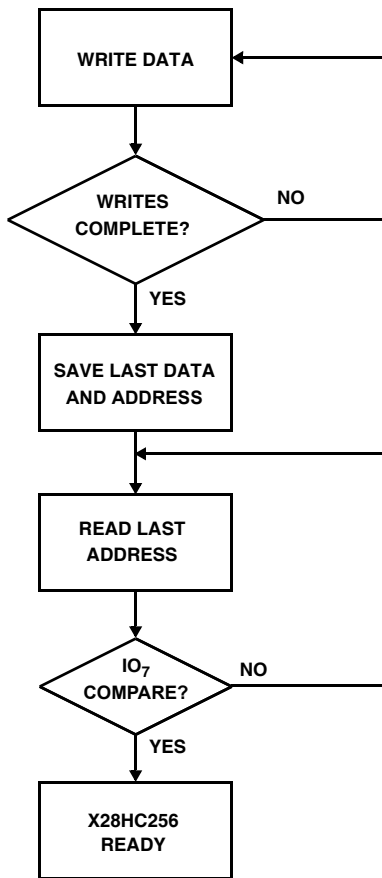 WRITE DATA
WRITES
COMPLETE?
NO
YES
SAVE LAST DATA
AND ADDRESS
READ LAST
ADDRESS
IO7
COMPARE?
NO
YES
X28HC256
READY